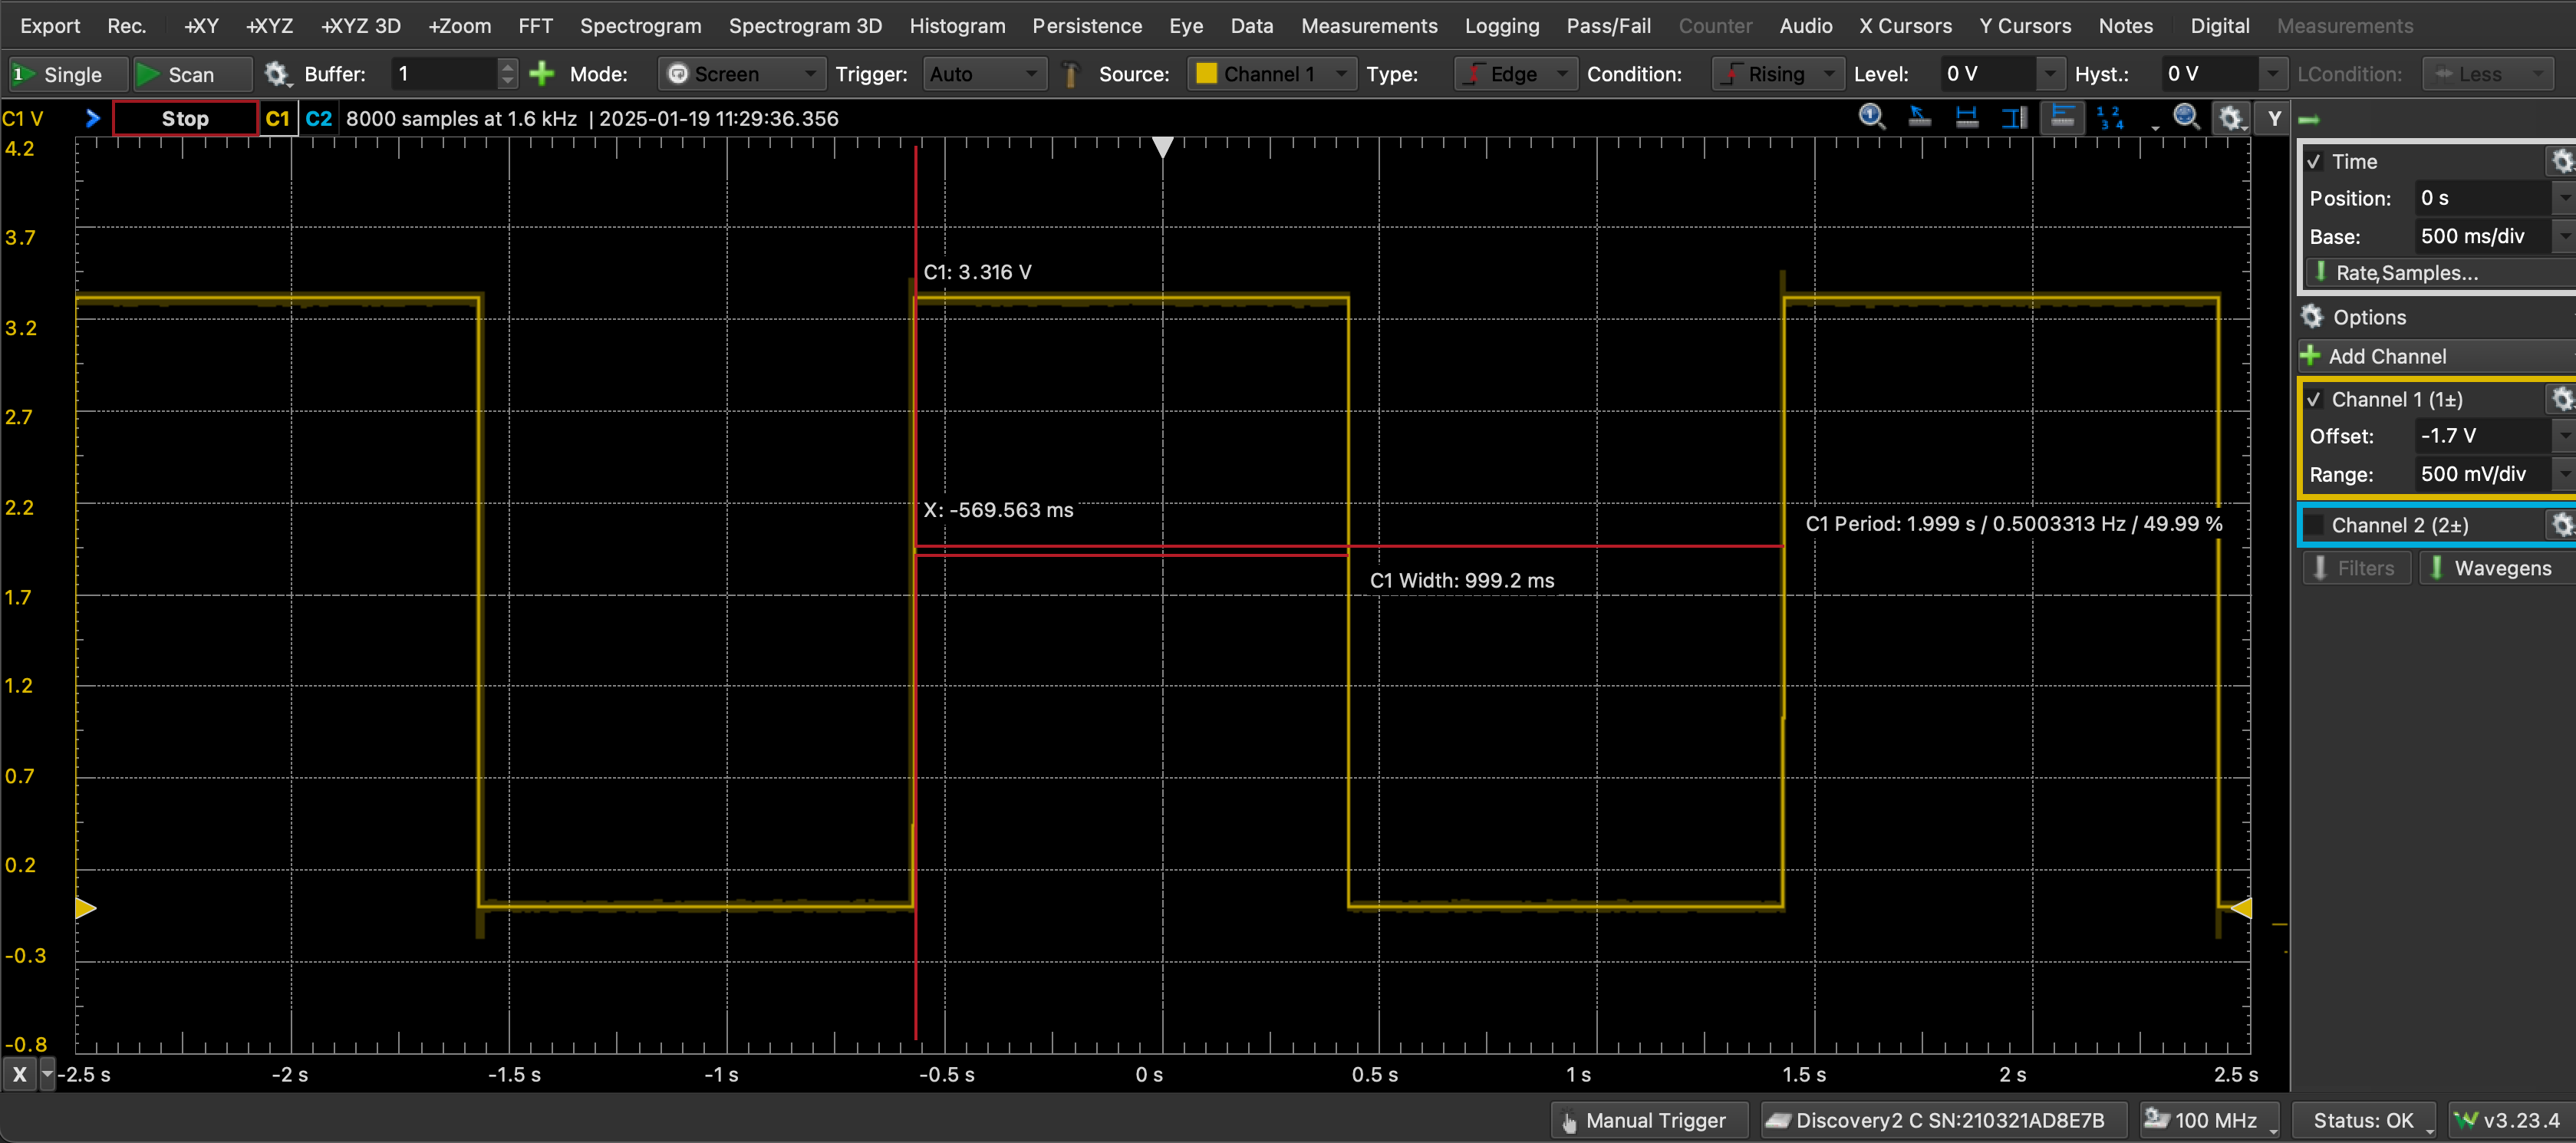 Export Rec. +XY +XYZ +XYZ 3D +Zoom FFT Spectrogram Spectrogram 3D Histogram Persistence Eye Data Measurements Logging Pass/Fail Counter Audio X Cursors Y Cursors Notes Digital Measurements
1 Single Scan Buffer: 1 Mode: Screen Trigger: Auto Source: Channel 1 Type: Edge Condition: Rising Level: 0 V Hyst.: 0 V LCondition: Less
C1 V Stop C1 C2 8000 samples at 1.6 kHz | 2025-01-19 11:29:36.356 Y
4.2
3.7
3.2
2.7
2.2
1.7
1.2
0.7
0.2
-0.3
-0.8
C1: 3.316 V
X: -569.563 ms
C1 Period: 1.999 s / 0.5003313 Hz / 49.99 %
C1 Width: 999.2 ms
X -2.5 s -2 s -1.5 s -1 s -0.5 s 0 s 0.5 s 1 s 1.5 s 2 s 2.5 s
Time
Position: 0 s
Base: 500 ms/div
Rate,Samples...
Options
Add Channel
Channel 1 (1±)
Offset: -1.7 V
Range: 500 mV/div
Channel 2 (2±)
Filters Wavegens
Manual Trigger Discovery2 C SN:210321AD8E7B 100 MHz Status: OK v3.23.4